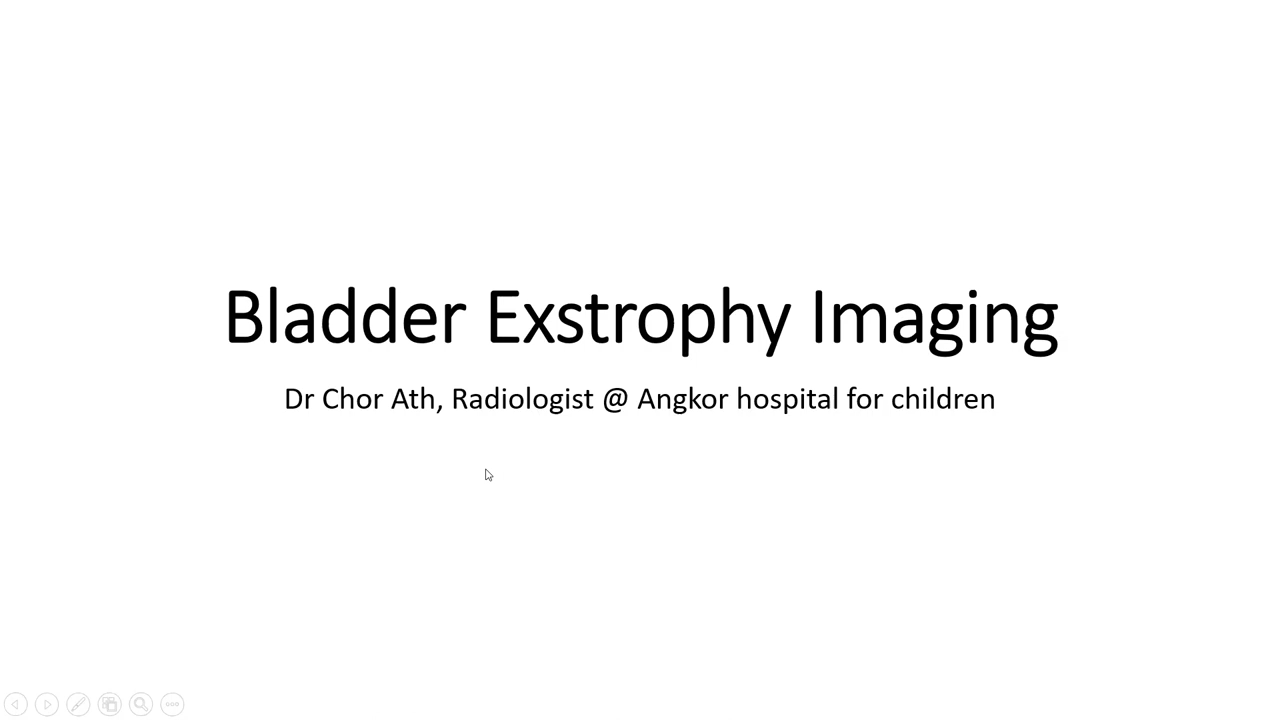 Bladder Exstrophy Imaging
Dr Chor Ath, Radiologist @ Angkor hospital for children